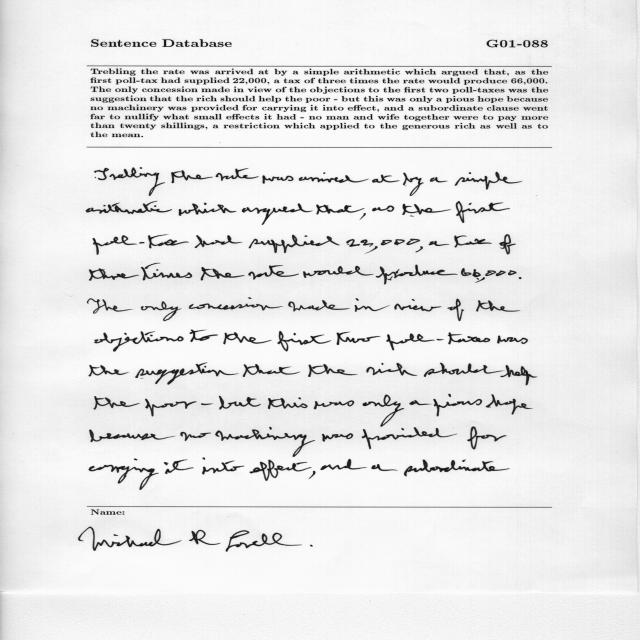 Sentence Database G01-088
Trebling the rate was arrived at by a simple arithmetic which argued that, as the
first poll-tax had supplied 22,000, a tax of three times the rate would produce 66,000.
The only concession made in view of the objections to the first two poll-taxes was the
suggestion that the rich should help the poor - but this was only a pious hope because
no machinery was provided for carrying it into effect, and a subordinate clause went
far to nullify what small effects it had - no man and wife together were to pay more
than twenty shillings, a restriction which applied to the generous rich as well as to
the mean.
Trebling the rate was arrived at by a simple
arithmetic which argued that, as the first
poll-tax had supplied 22,000, a tax of
three times the rate would produce 66,000.
The only concession made in view of the
objections to the first two poll-taxes was
the suggestion that the rich should help
the poor - but this was only a pious hope
because no machinery was provided for
carrying it into effect, and a subordinate
Name:
Michael R Lovell.